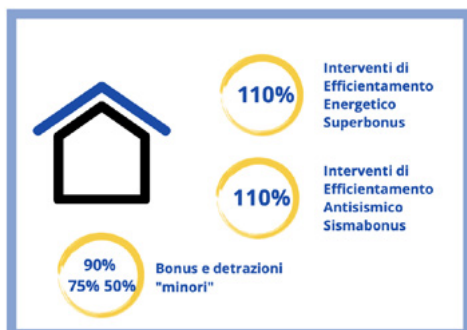 110%
Interventi di
Efficientamento
Energetico
Superbonus
110%
Interventi di
Efficientamento
Antisismico
Sismabonus
90%
75% 50%
Bonus e detrazioni
"minori"